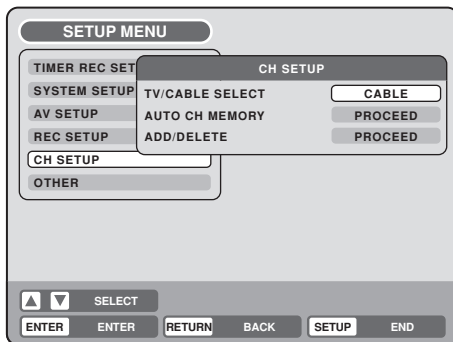 SETUP MENU
TIMER REC SET
SYSTEM SETUP
AV SETUP
REC SETUP
CH SETUP
OTHER
CH SETUP
TV/CABLE SELECT CABLE
AUTO CH MEMORY PROCEED
ADD/DELETE PROCEED
SELECT
ENTER ENTER RETURN BACK SETUP END